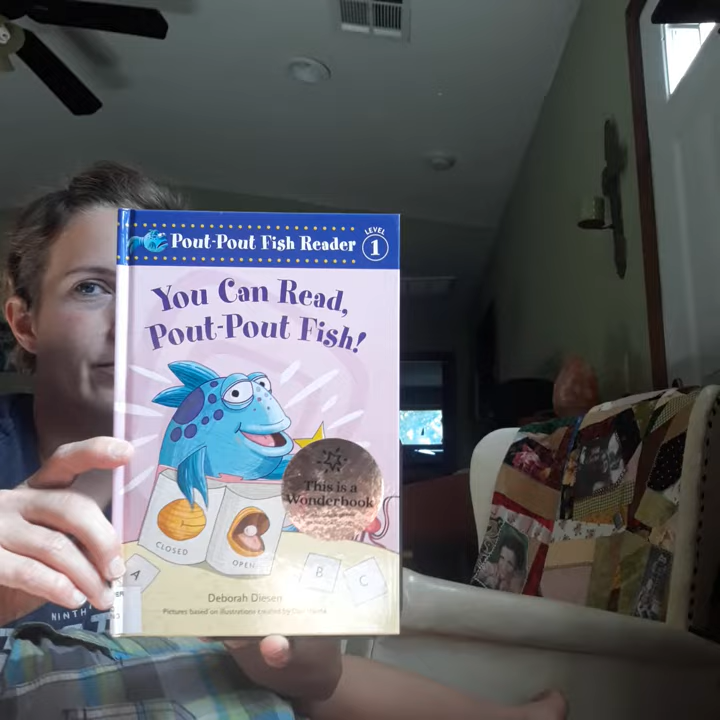 Pout-Pout Fish Reader
LEVEL
1
You Can Read,
Pout-Pout Fish!
This is a
Wonderbook
CLOSED
OPEN
A
B
C
Deborah Diesen
Pictures based on illustrations created by
NINTH